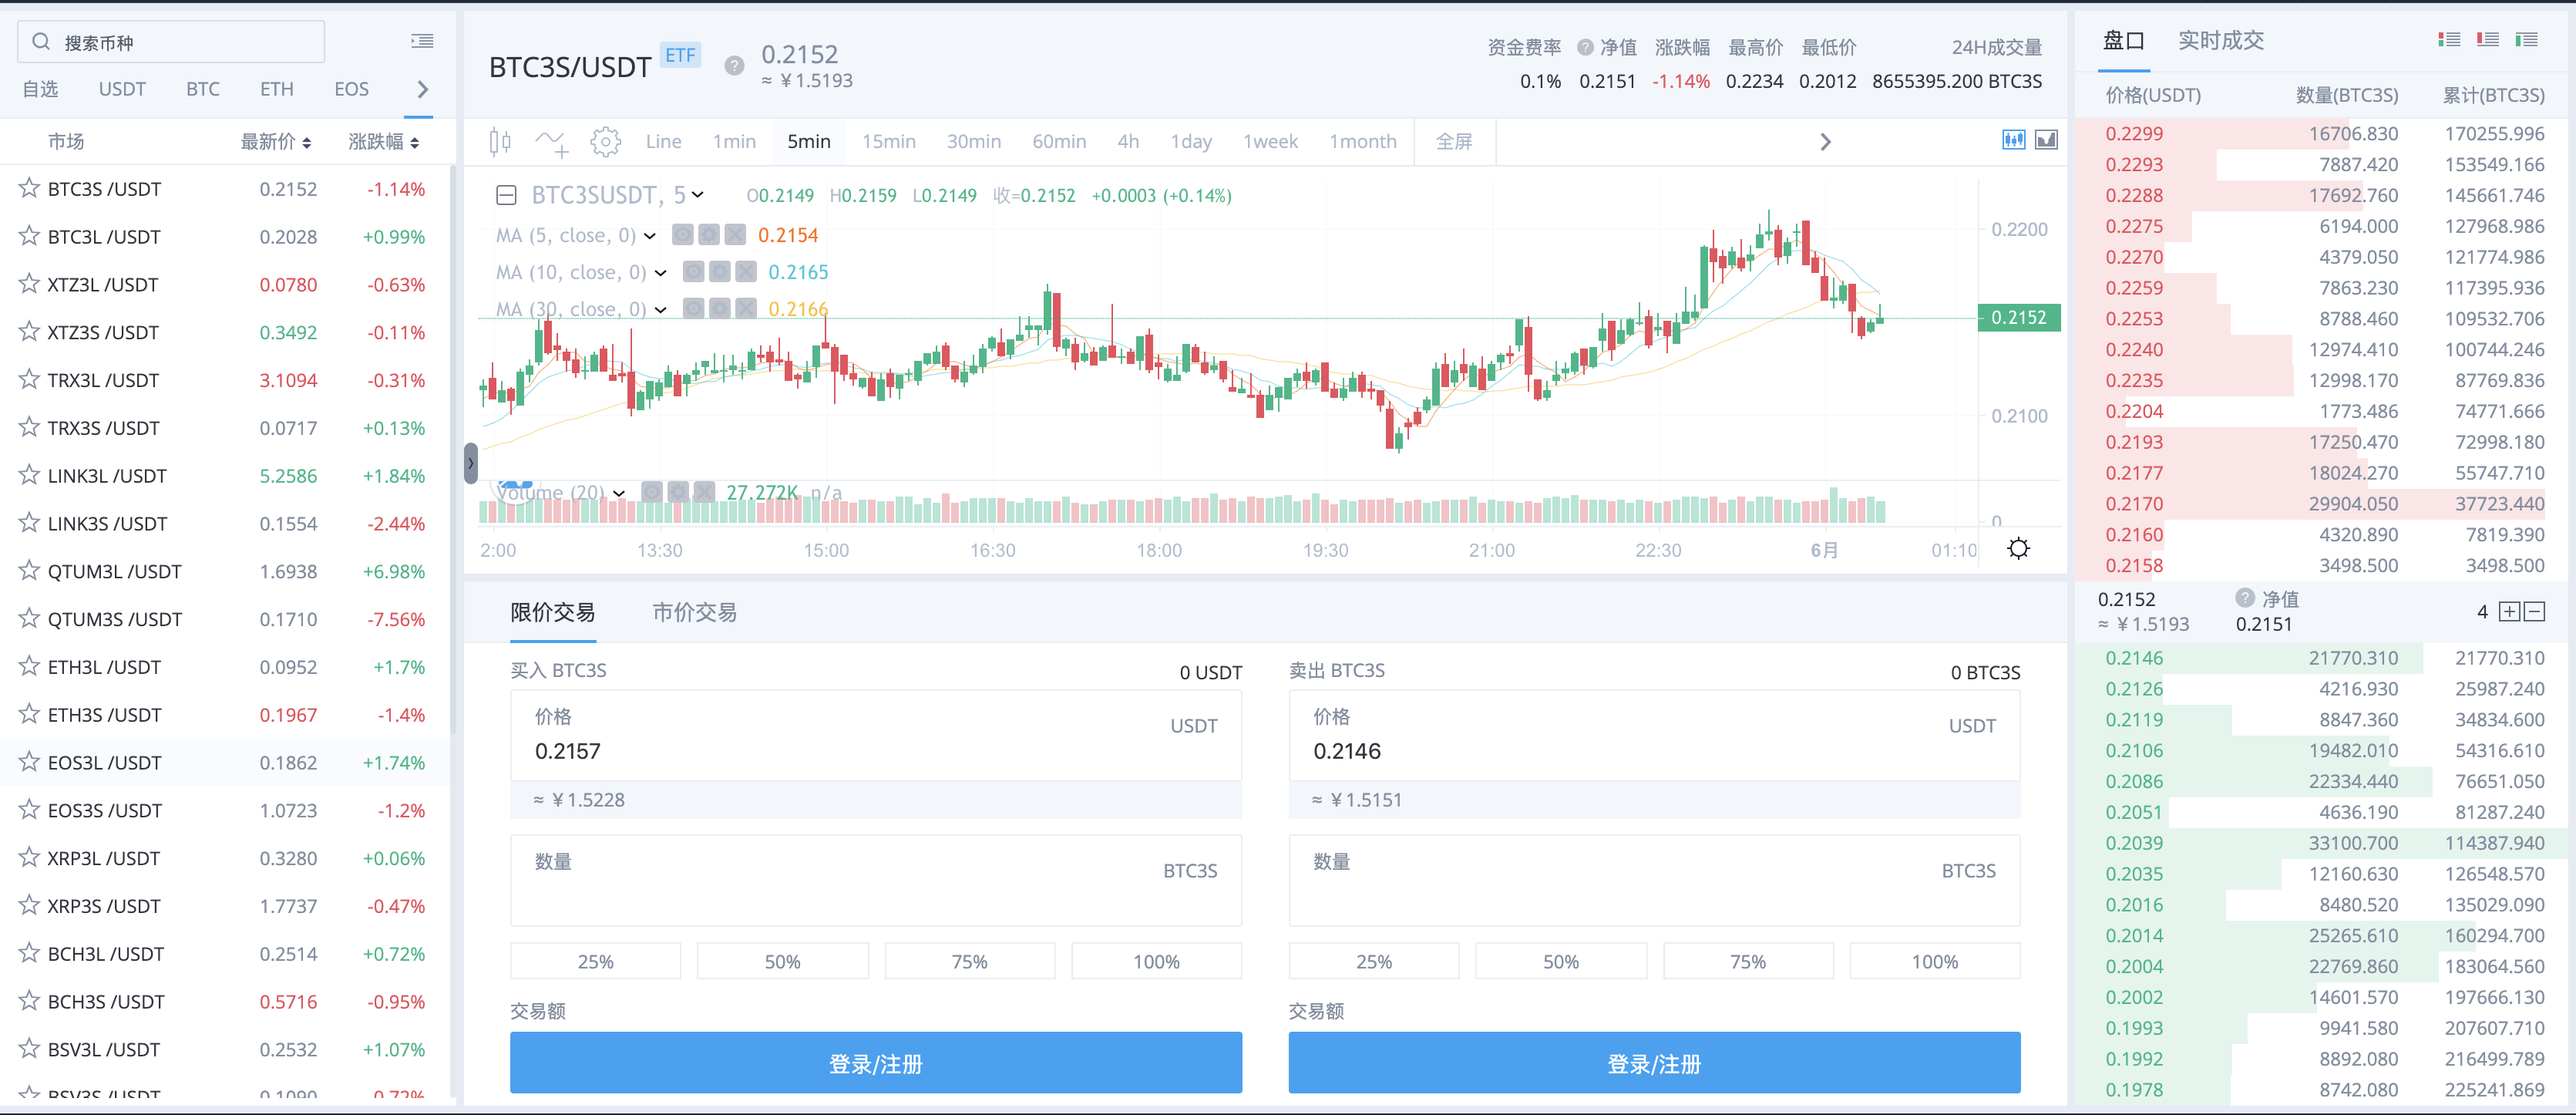 搜索币种
自选 USDT BTC ETH EOS
市场 最新价 涨跌幅
BTC3S /USDT 0.2152 -1.14%
BTC3L /USDT 0.2028 +0.99%
XTZ3L /USDT 0.0780 -0.63%
XTZ3S /USDT 0.3492 -0.11%
TRX3L /USDT 3.1094 -0.31%
TRX3S /USDT 0.0717 +0.13%
LINK3L /USDT 5.2586 +1.84%
LINK3S /USDT 0.1554 -2.44%
QTUM3L /USDT 1.6938 +6.98%
QTUM3S /USDT 0.1710 -7.56%
ETH3L /USDT 0.0952 +1.7%
ETH3S /USDT 0.1967 -1.4%
EOS3L /USDT 0.1862 +1.74%
EOS3S /USDT 1.0723 -1.2%
XRP3L /USDT 0.3280 +0.06%
XRP3S /USDT 1.7737 -0.47%
BCH3L /USDT 0.2514 +0.72%
BCH3S /USDT 0.5716 -0.95%
BSV3L /USDT 0.2532 +1.07%
BSV3S /USDT 0.1090 -0.72%
BTC3S/USDT ETF ? 0.2152
≈ ￥1.5193
资金费率 ? 净值 涨跌幅 最高价 最低价 24H成交量
0.1% 0.2151 -1.14% 0.2234 0.2012 8655395.200 BTC3S
Line 1min 5min 15min 30min 60min 4h 1day 1week 1month 全屏
BTC3SUSDT, 5 O0.2149 H0.2159 L0.2149 收=0.2152 +0.0003 (+0.14%)
MA (5, close, 0) 0.2154
MA (10, close, 0) 0.2165
MA (30, close, 0) 0.2166
0.2200
0.2152
0.2100
Volume (20) 27.272K n/a
0
2:00 13:30 15:00 16:30 18:00 19:30 21:00 22:30 6月 01:10
限价交易 市价交易
买入 BTC3S 0 USDT
价格
0.2157 USDT
≈ ￥1.5228
数量 BTC3S
25% 50% 75% 100%
交易额
登录/注册
卖出 BTC3S 0 BTC3S
价格
0.2146 USDT
≈ ￥1.5151
数量 BTC3S
25% 50% 75% 100%
交易额
登录/注册
盘口 实时成交
价格(USDT) 数量(BTC3S) 累计(BTC3S)
0.2299 16706.830 170255.996
0.2293 7887.420 153549.166
0.2288 17692.760 145661.746
0.2275 6194.000 127968.986
0.2270 4379.050 121774.986
0.2259 7863.230 117395.936
0.2253 8788.460 109532.706
0.2240 12974.410 100744.246
0.2235 12998.170 87769.836
0.2204 1773.486 74771.666
0.2193 17250.470 72998.180
0.2177 18024.270 55747.710
0.2170 29904.050 37723.440
0.2160 4320.890 7819.390
0.2158 3498.500 3498.500
0.2152 ? 净值
≈ ￥1.5193 0.2151 4
0.2146 21770.310 21770.310
0.2126 4216.930 25987.240
0.2119 8847.360 34834.600
0.2106 19482.010 54316.610
0.2086 22334.440 76651.050
0.2051 4636.190 81287.240
0.2039 33100.700 114387.940
0.2035 12160.630 126548.570
0.2016 8480.520 135029.090
0.2014 25265.610 160294.700
0.2004 22769.860 183064.560
0.2002 14601.570 197666.130
0.1993 9941.580 207607.710
0.1992 8892.080 216499.789
0.1978 8742.080 225241.869